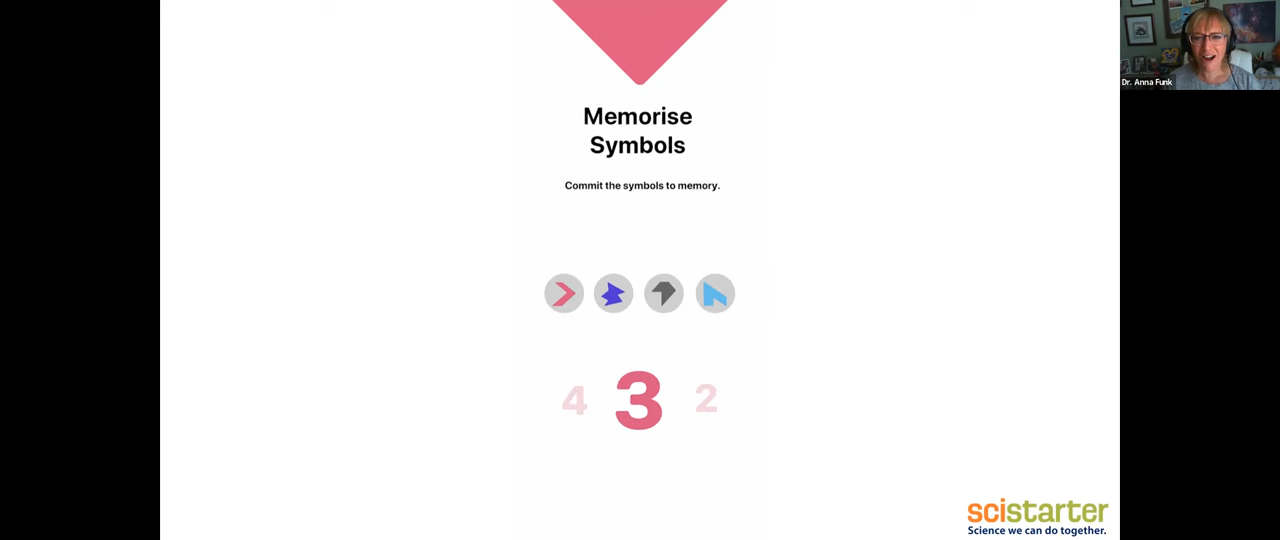 Memorise
Symbols
Commit the symbols to memory.
4 3 2
Dr. Anna Funk
scistarter
Science we can do together.